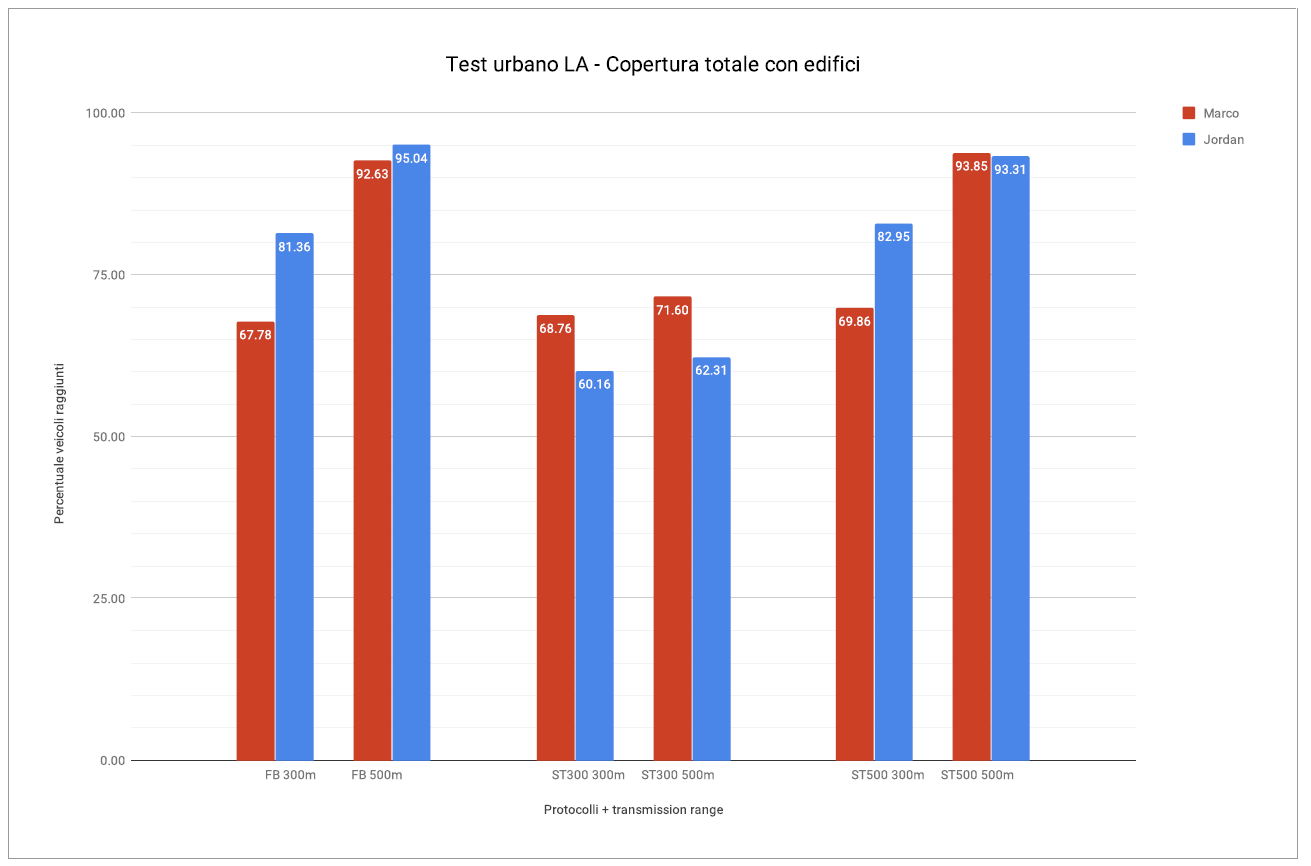 Test urbano LA - Copertura totale con edifici
Marco
Jordan
100.00
75.00
50.00
25.00
0.00
Percentuale veicoli raggiunti
67.78
81.36
92.63
95.04
68.76
60.16
71.60
62.31
69.86
82.95
93.85
93.31
FB 300m
FB 500m
ST300 300m
ST300 500m
ST500 300m
ST500 500m
Protocolli + transmission range